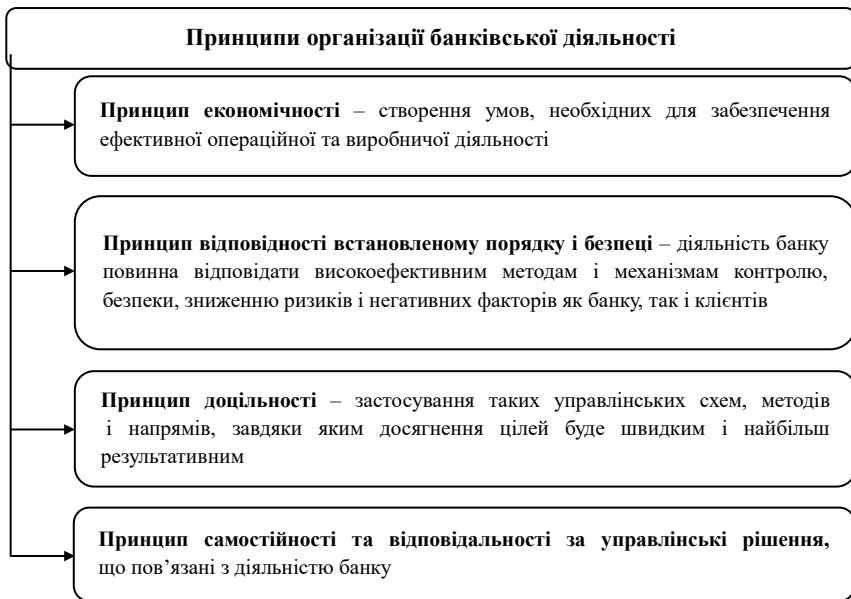 Принципи організації банківської діяльності
Принцип економічності – створення умов, необхідних для забезпечення
ефективної операційної та виробничої діяльності
Принцип відповідності встановленому порядку і безпеці – діяльність банку
повинна відповідати високоефективним методам і механізмам контролю,
безпеки, зниженню ризиків і негативних факторів як банку, так і клієнтів
Принцип доцільності – застосування таких управлінських схем, методів
і напрямів, завдяки яким досягнення цілей буде швидким і найбільш
результативним
Принцип самостійності та відповідальності за управлінські рішення,
що пов’язані з діяльністю банку